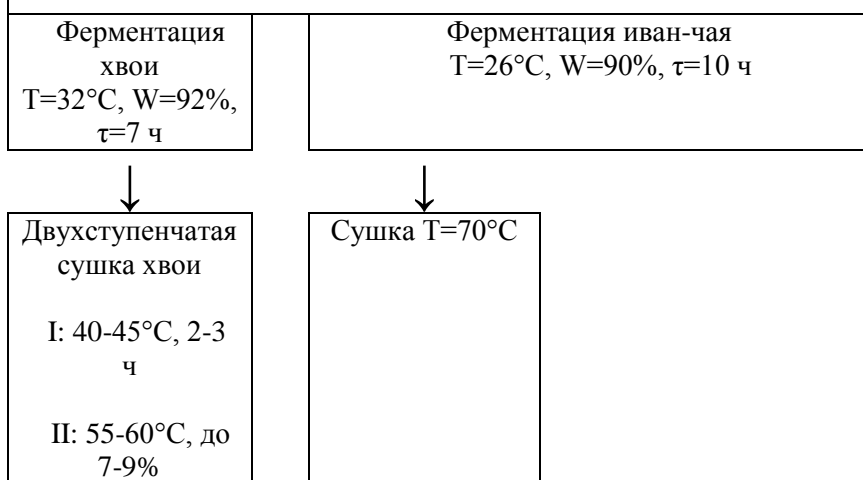 Ферментация
хвои
T=32°C, W=92%,
τ=7 ч
Ферментация иван-чая
T=26°C, W=90%, τ=10 ч
Двухступенчатая
сушка хвои
I: 40-45°C, 2-3
ч
II: 55-60°C, до
7-9%
Сушка T=70°C